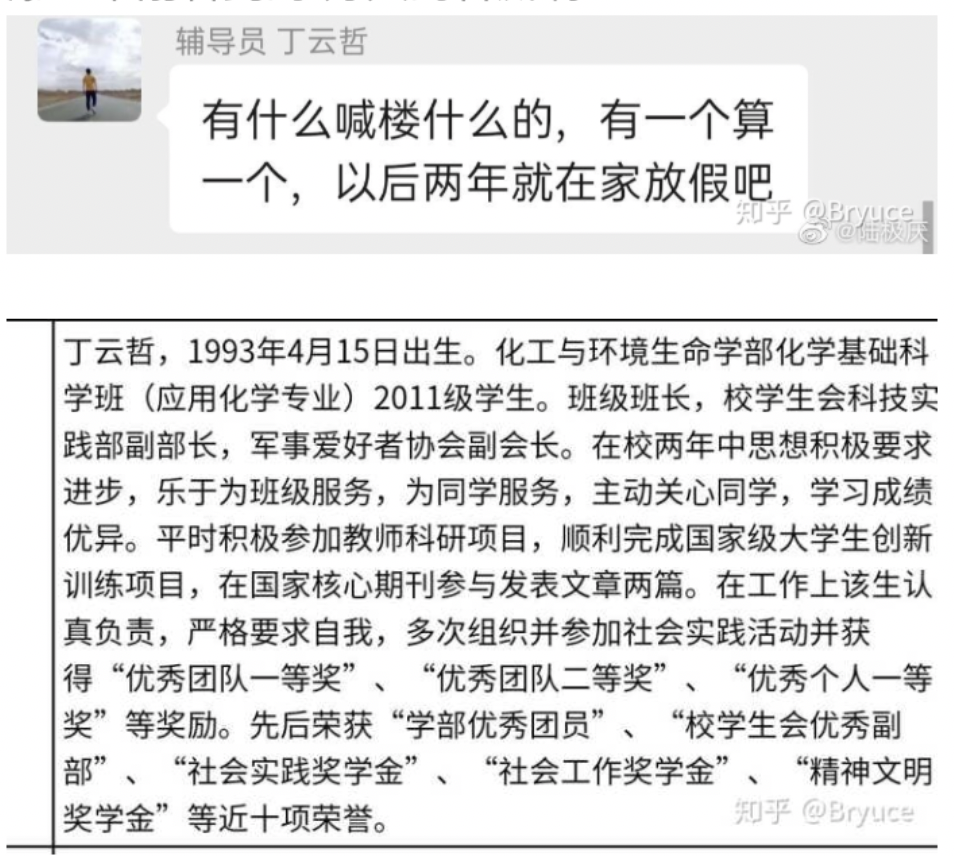 辅导员 丁云哲
有什么喊楼什么的，有一个算
一个，以后两年就在家放假吧
知乎 @Bryuce
丁云哲，1993年4月15日出生。化工与环境生命学部化学基础科
学班（应用化学专业）2011级学生。班级班长，校学生会科技实
践部副部长，军事爱好者协会副会长。在校两年中思想积极要求
进步，乐于为班级服务，为同学服务，主动关心同学，学习成绩
优异。平时积极参加教师科研项目，顺利完成国家级大学生创新
训练项目，在国家核心期刊参与发表文章两篇。在工作上该生认
真负责，严格要求自我，多次组织并参加社会实践活动并获
得“优秀团队一等奖”、“优秀团队二等奖”、“优秀个人一等
奖”等奖励。先后荣获“学部优秀团员”、“校学生会优秀副
部”、“社会实践奖学金”、“社会工作奖学金”、“精神文明
奖学金”等近十项荣誉。
知乎 @Bryuce